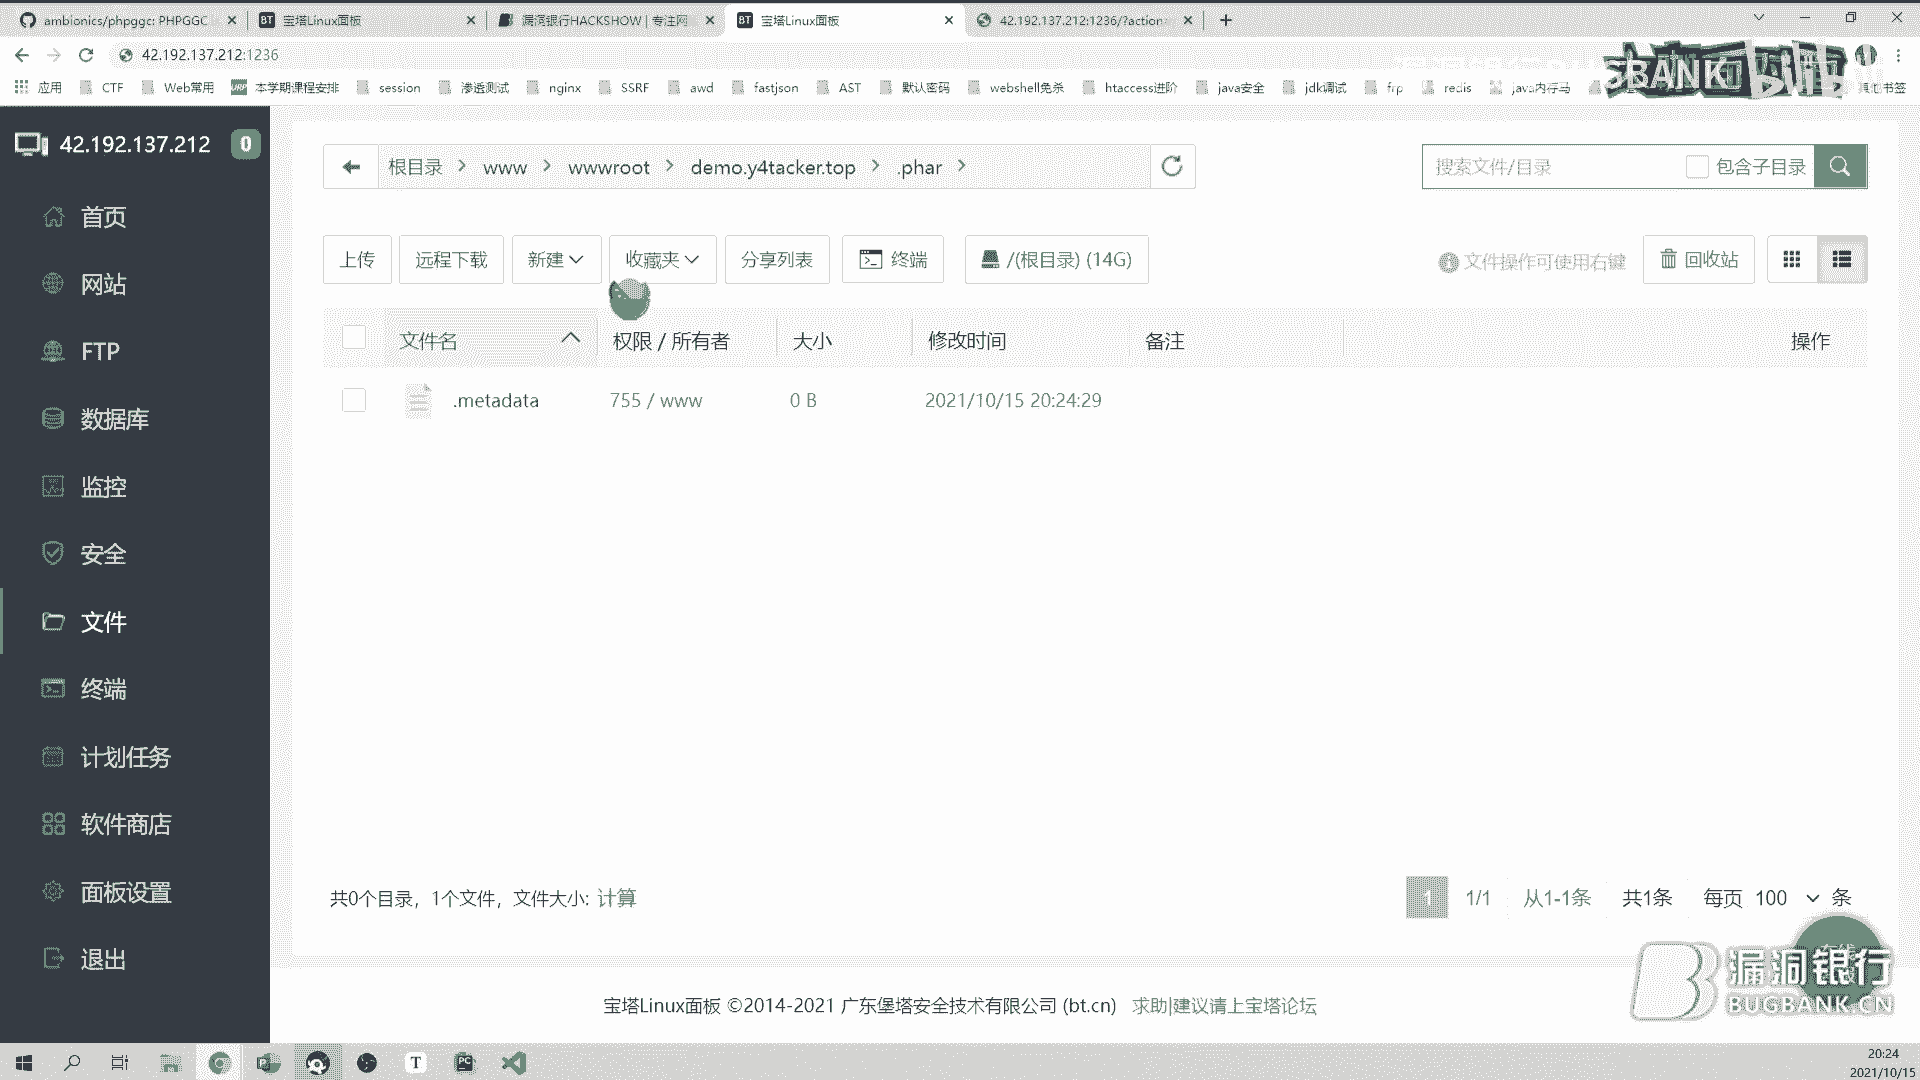 ambionics/phpggc: PHPGGC
宝塔Linux面板
漏洞银行HACKSHOW | 专注网
宝塔Linux面板
42.192.137.212:1236/?action=
42.192.137.212:1236
应用 CTF Web常用 本学期课程安排 session 渗透测试 nginx SSRF awd fastjson AST 默认密码 webshell免杀 htaccess进阶 java安全 jdk调试 frp redis java内存马 其他书签
SBANK bilibili
42.192.137.212 0
首页
网站
FTP
数据库
监控
安全
文件
终端
计划任务
软件商店
面板设置
退出
根目录 > www > wwwroot > demo.y4tacker.top > .phar >
搜索文件/目录 包含子目录
上传 远程下载 新建 收藏夹 分享列表 终端 /(根目录) (14G) 文件操作可使用右键 回收站
文件名 权限 / 所有者 大小 修改时间 备注 操作
.metadata 755 / www 0 B 2021/10/15 20:24:29
共0个目录，1个文件，文件大小: 计算
1 1/1 从1-1条 共1条 每页 100 条
漏洞银行
BUGBANK.CN
宝塔Linux面板 ©2014-2021 广东堡塔安全技术有限公司 (bt.cn) 求助|建议请上宝塔论坛
20:24
2021/10/15